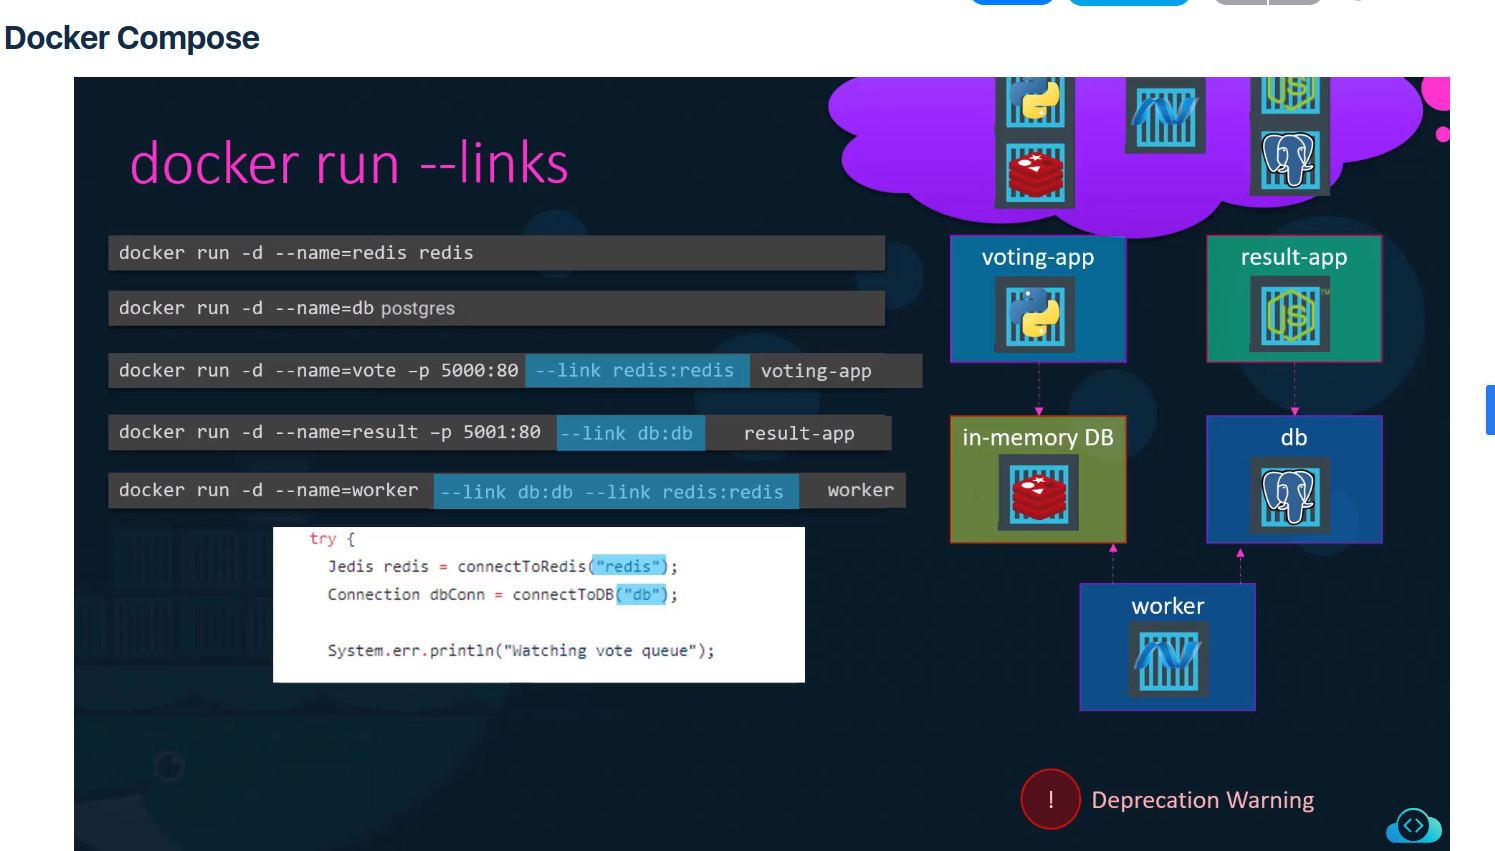 Docker Compose
docker run --links
docker run -d --name=redis redis
docker run -d --name=db postgres
docker run -d --name=vote –p 5000:80 --link redis:redis voting-app
docker run -d --name=result –p 5001:80 --link db:db result-app
docker run -d --name=worker --link db:db --link redis:redis worker
try {
Jedis redis = connectToRedis("redis");
Connection dbConn = connectToDB("db");
System.err.println("Watching vote queue");
voting-app
result-app
JS
TM
in-memory DB
db
worker
! Deprecation Warning
JS